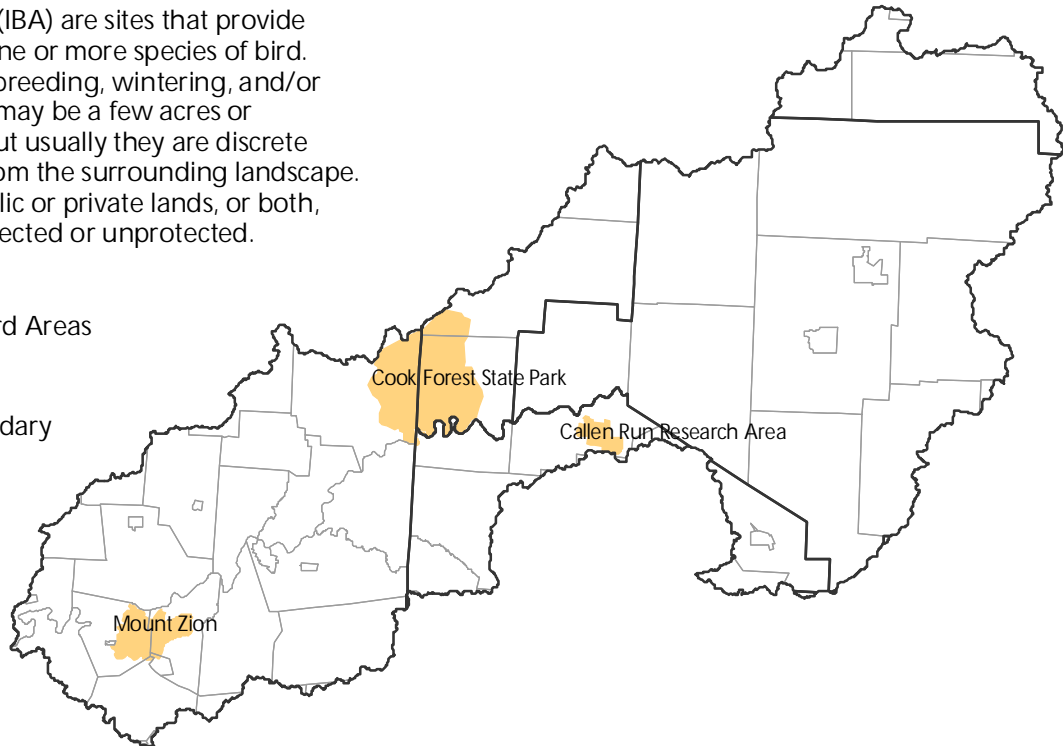 (IBA) are sites that provide
ne or more species of bird.
breeding, wintering, and/or
may be a few acres or
ut usually they are discrete
om the surrounding landscape.
lic or private lands, or both,
ected or unprotected.
rd Areas
Cook Forest State Park
dary
Callen Run Research Area
Mount Zion